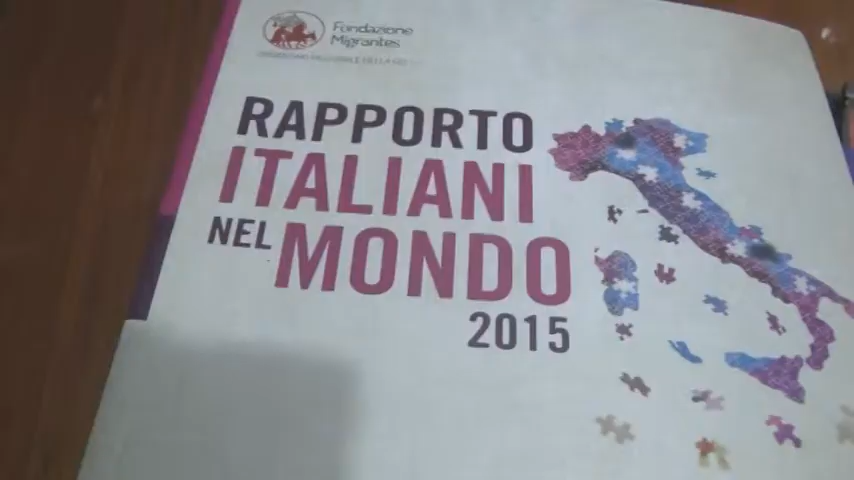 Fondazione
Migrantes
RAPPORTO
ITALIANI
NEL MONDO
2015